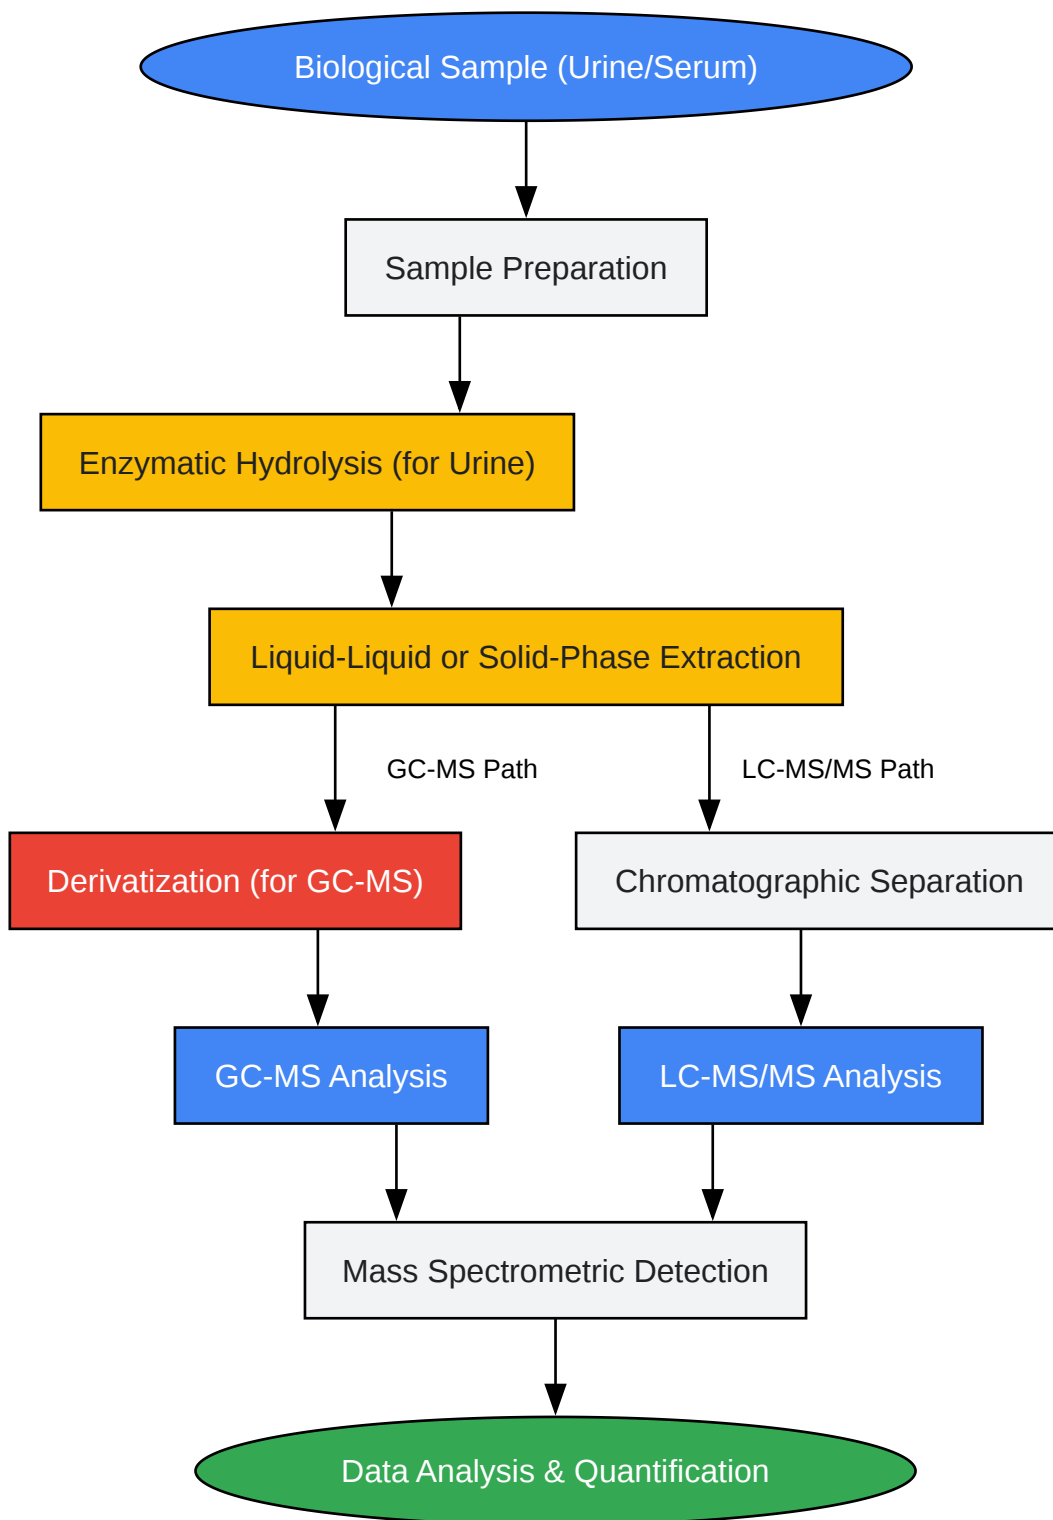 Biological Sample (Urine/Serum)
Sample Preparation
Enzymatic Hydrolysis (for Urine)
Liquid-Liquid or Solid-Phase Extraction
GC-MS Path
LC-MS/MS Path
Derivatization (for GC-MS)
Chromatographic Separation
GC-MS Analysis
LC-MS/MS Analysis
Mass Spectrometric Detection
Data Analysis & Quantification